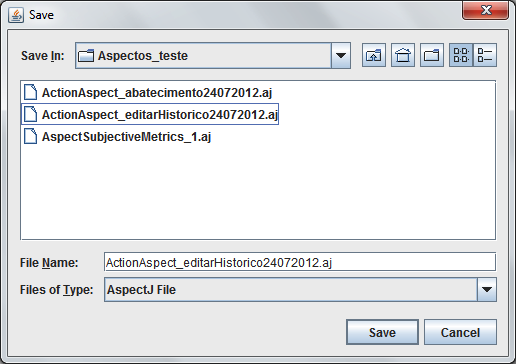 Save
Save In: Aspectos_teste
ActionAspect_abatecimento24072012.aj
ActionAspect_editarHistorico24072012.aj
AspectSubjectiveMetrics_1.aj
File Name: ActionAspect_editarHistorico24072012.aj
Files of Type: AspectJ File
Save Cancel